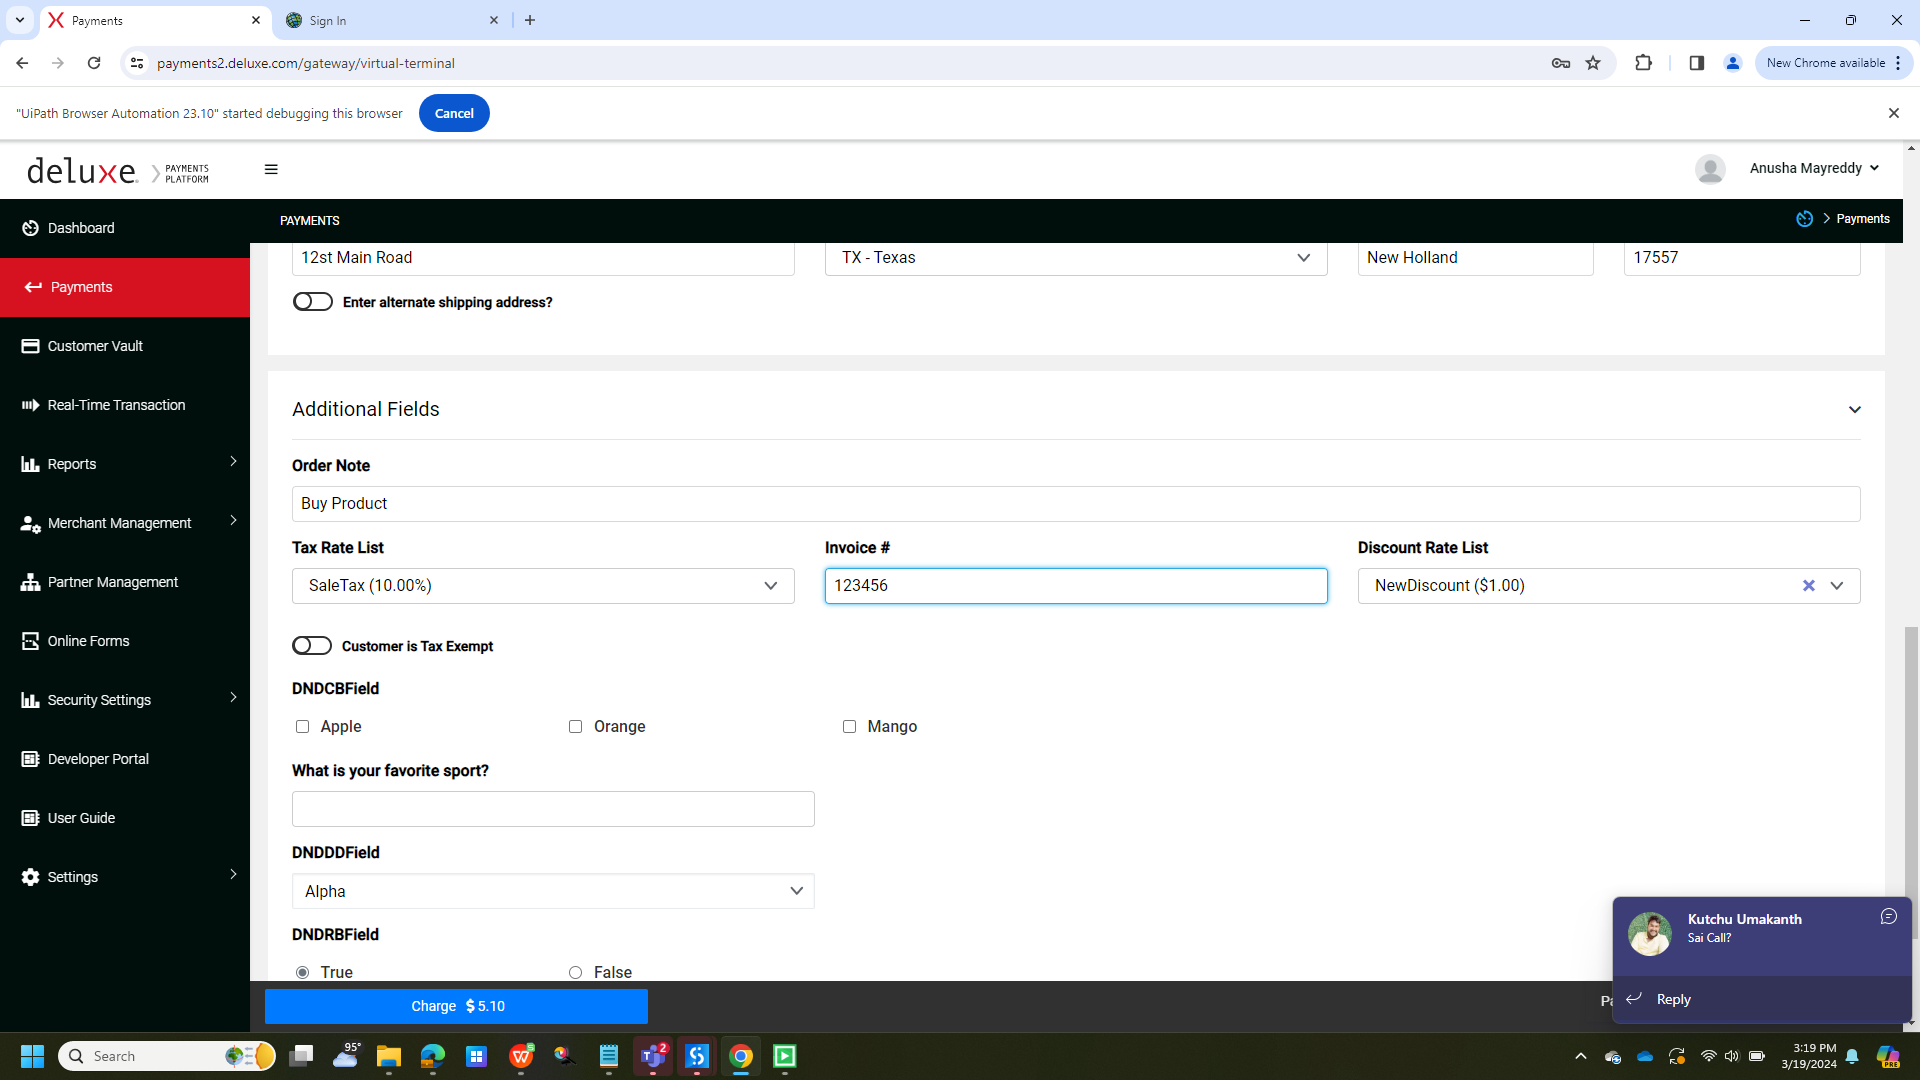 Payments
Sign In
payments2.deluxe.com/gateway/virtual-terminal
New Chrome available
"UiPath Browser Automation 23.10" started debugging this browser
Cancel
deluxe. PAYMENTS PLATFORM
Anusha Mayreddy
Dashboard
PAYMENTS
Payments
Payments
12st Main Road
TX - Texas
New Holland
17557
Enter alternate shipping address?
Customer Vault
Real-Time Transaction
Additional Fields
Reports
Order Note
Buy Product
Merchant Management
Tax Rate List
Invoice #
Discount Rate List
Partner Management
SaleTax (10.00%)
123456
NewDiscount ($1.00)
Online Forms
Customer is Tax Exempt
Security Settings
DNDCBField
Apple
Orange
Mango
Developer Portal
What is your favorite sport?
User Guide
DNDDDField
Settings
Alpha
DNDRBField
True
False
Kutchu Umakanth
Sai Call?
Reply
Charge $ 5.10
Pa
Search
95°
2
3:19 PM
3/19/2024
PRE